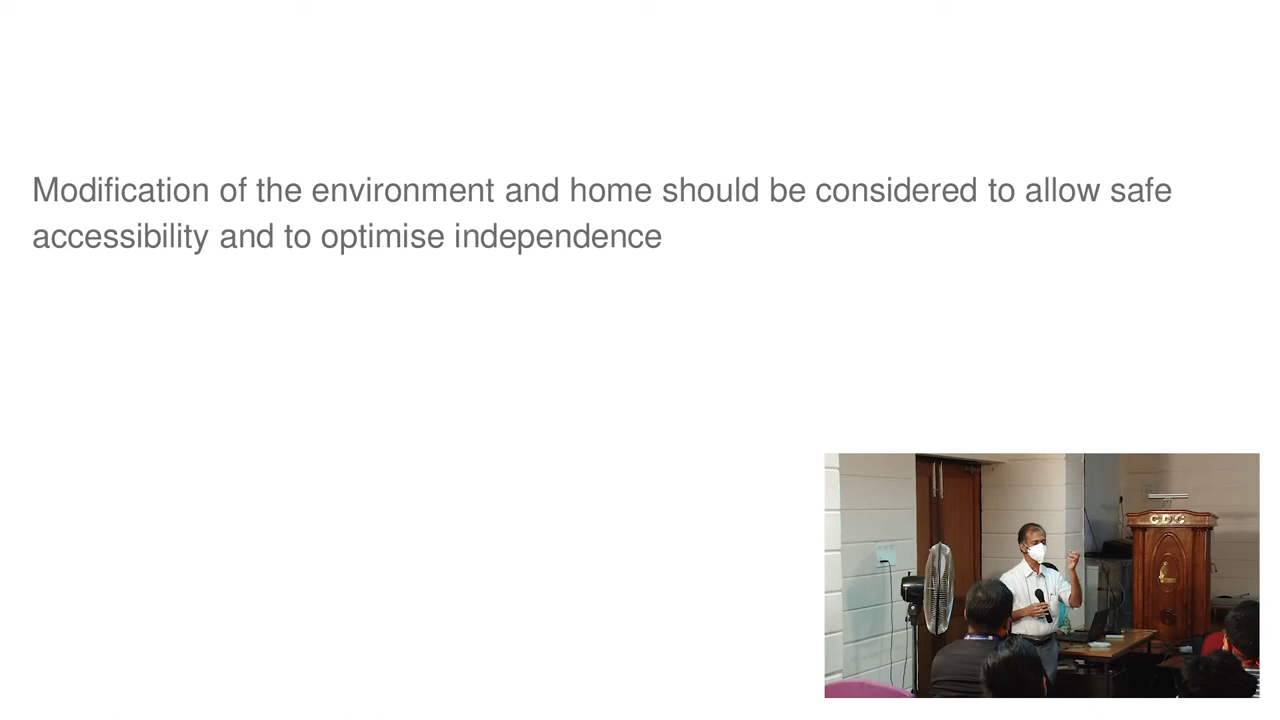 Modification of the environment and home should be considered to allow safe
accessibility and to optimise independence
CDC